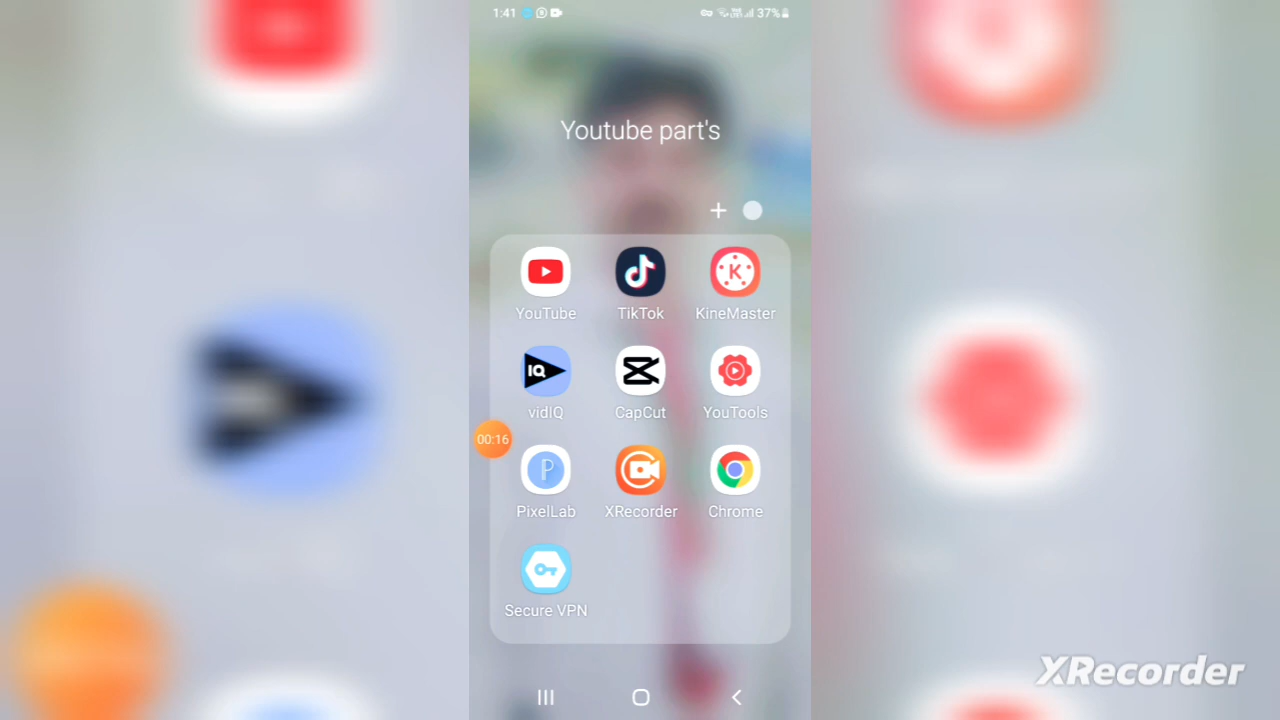 1:41 37%
Youtube part's
YouTube TikTok KineMaster
IQ K
vidIQ CapCut YouTools
00:16
P
PixelLab XRecorder Chrome
Secure VPN
XRecorder